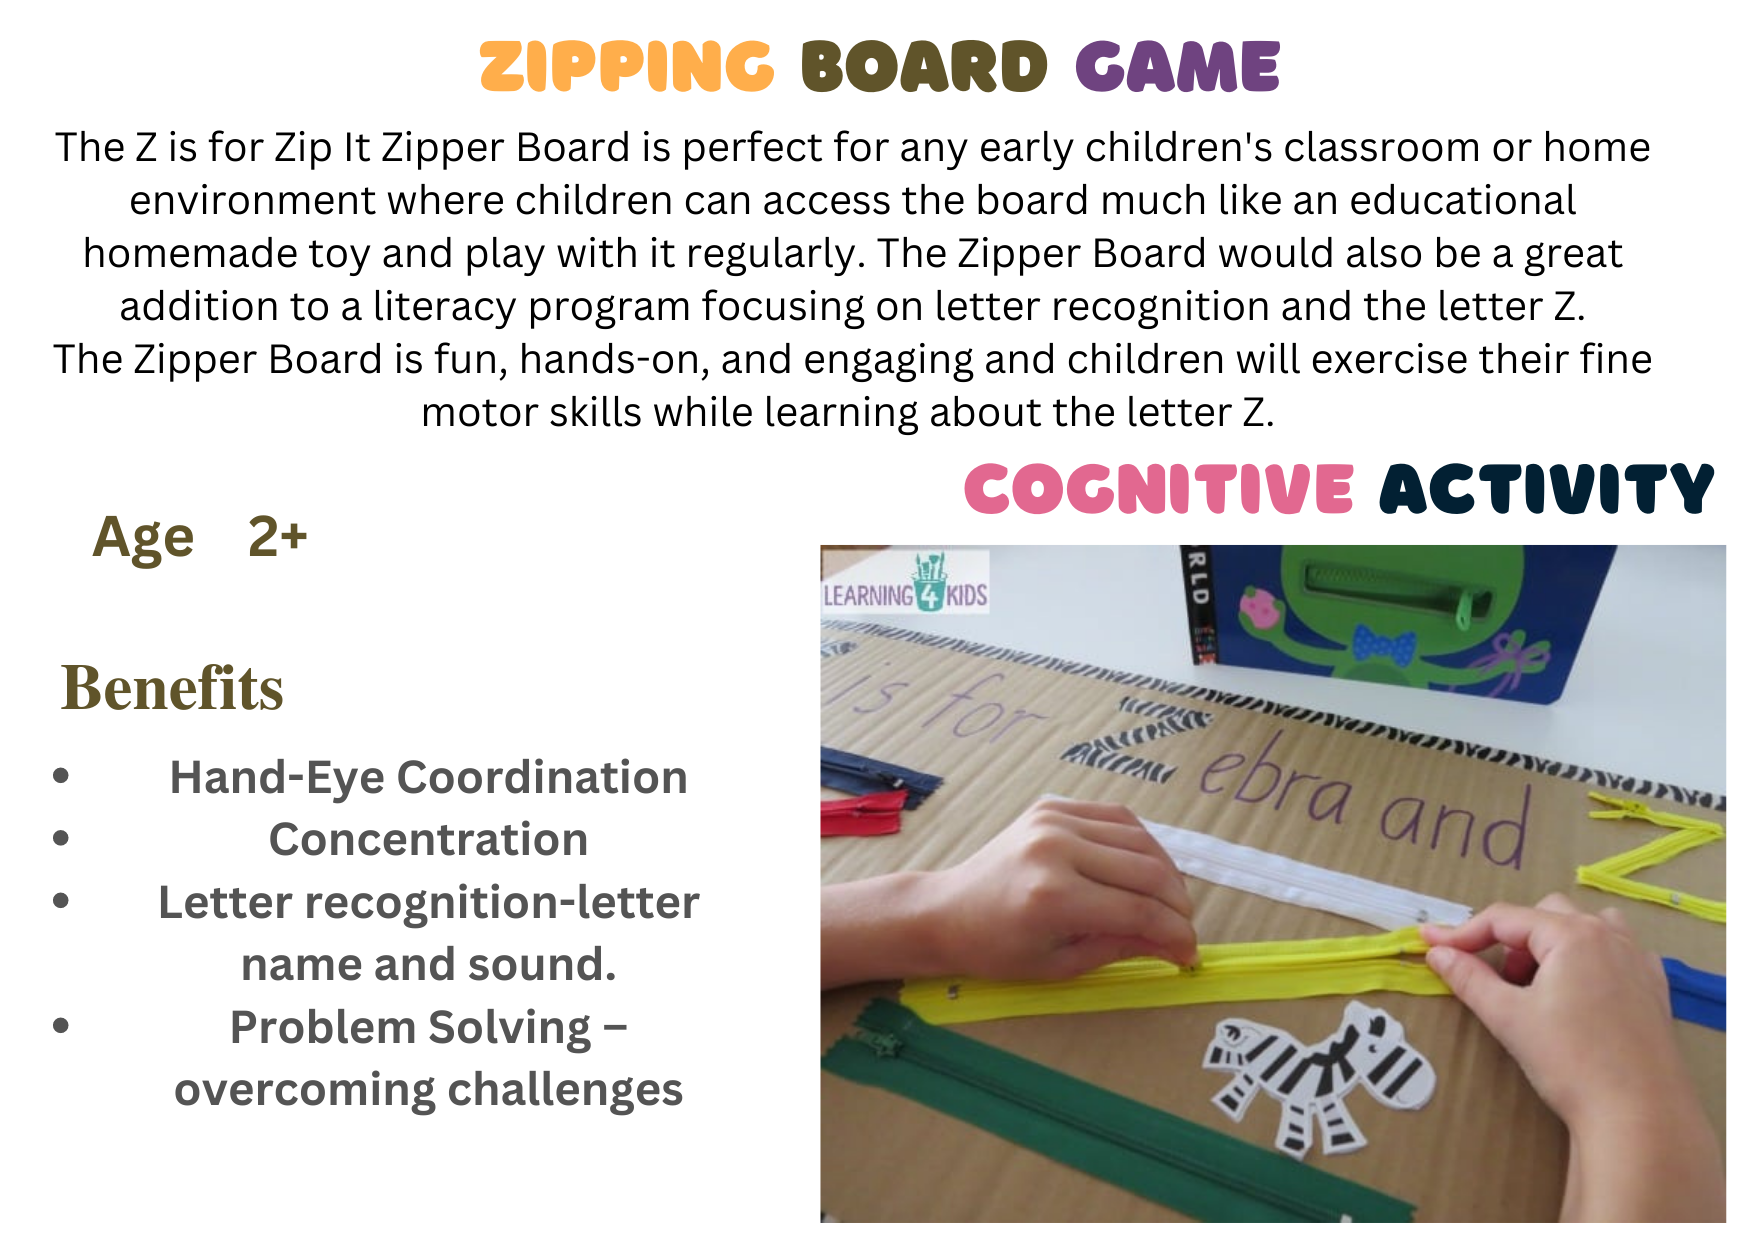 ZIPPING BOARD GAME
The Z is for Zip It Zipper Board is perfect for any early children's classroom or home
environment where children can access the board much like an educational
homemade toy and play with it regularly. The Zipper Board would also be a great
addition to a literacy program focusing on letter recognition and the letter Z.
The Zipper Board is fun, hands-on, and engaging and children will exercise their fine
motor skills while learning about the letter Z.
COGNITIVE ACTIVITY
Age 2+
Benefits
• Hand-Eye Coordination
• Concentration
• Letter recognition-letter
name and sound.
• Problem Solving –
overcoming challenges
LEARNING 4 KIDS
RLD
is for Zebra and Z